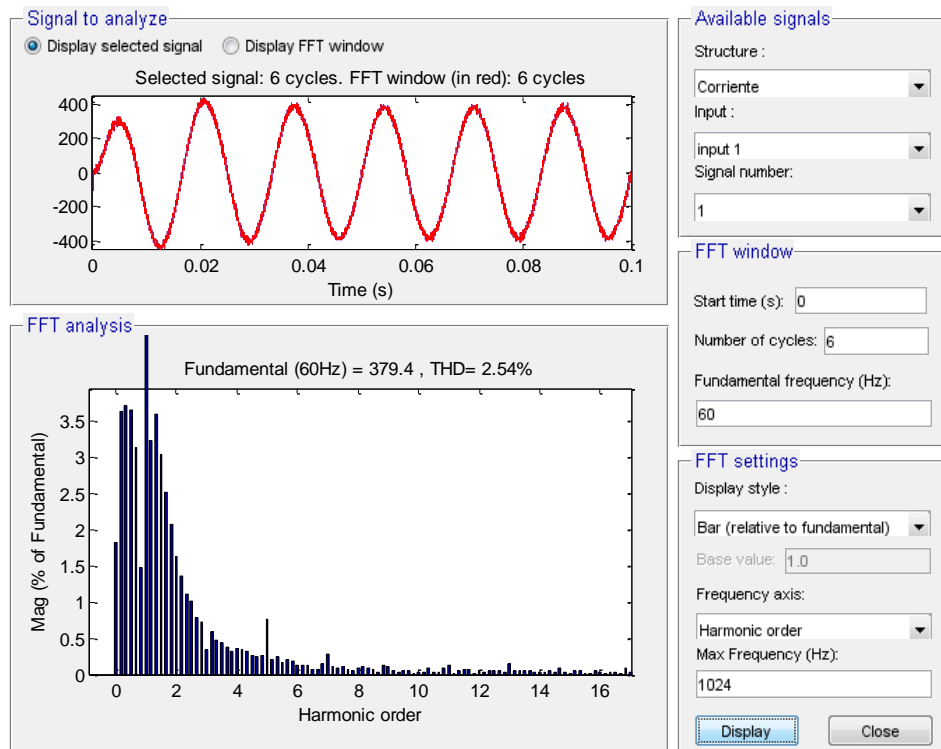 Signal to analyze
Display selected signal
Display FFT window
Selected signal: 6 cycles. FFT window (in red): 6 cycles
400
200
0
-200
-400
0
0.02
0.04
0.06
0.08
0.1
Time (s)
FFT analysis
Fundamental (60Hz) = 379.4 , THD= 2.54%
Mag (% of Fundamental)
3.5
3
2.5
2
1.5
1
0.5
0
0
2
4
6
8
10
12
14
16
Harmonic order
Available signals
Structure :
Corriente
Input :
input 1
Signal number:
1
FFT window
Start time (s): 0
Number of cycles: 6
Fundamental frequency (Hz):
60
FFT settings
Display style :
Bar (relative to fundamental)
Base value: 1.0
Frequency axis:
Harmonic order
Max Frequency (Hz):
1024
Display
Close